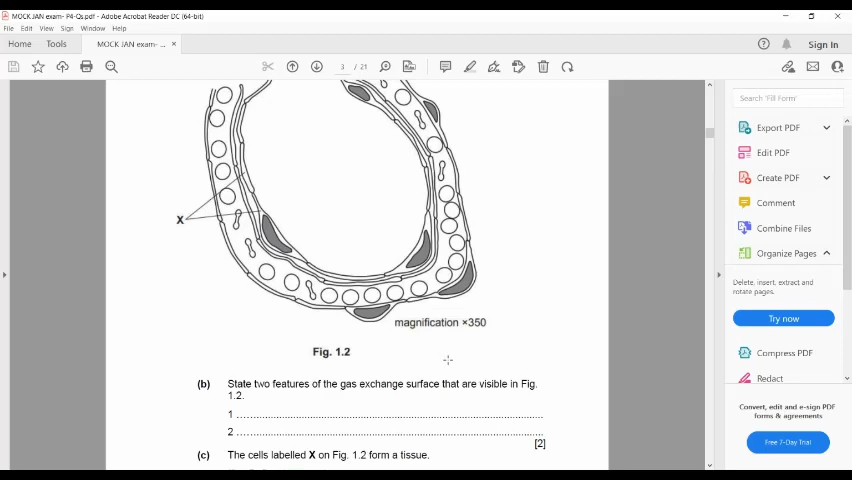 MOCK JAN exam- P4-Qs.pdf - Adobe Acrobat Reader DC (64-bit)
File Edit View Sign Window Help
Home Tools MOCK JAN exam- ... ×
Sign In
3 / 21
X
magnification ×350
Fig. 1.2
(b) State two features of the gas exchange surface that are visible in Fig.
1.2.
1 ..........................................................................................
2 ..........................................................................................
[2]
(c) The cells labelled X on Fig. 1.2 form a tissue.
Search 'Fill Form'
Export PDF
Edit PDF
Create PDF
Comment
Combine Files
Organize Pages
Delete, insert, extract and
rotate pages.
Try now
Compress PDF
Redact
Convert, edit and e-sign PDF
forms & agreements
Free 7-Day Trial